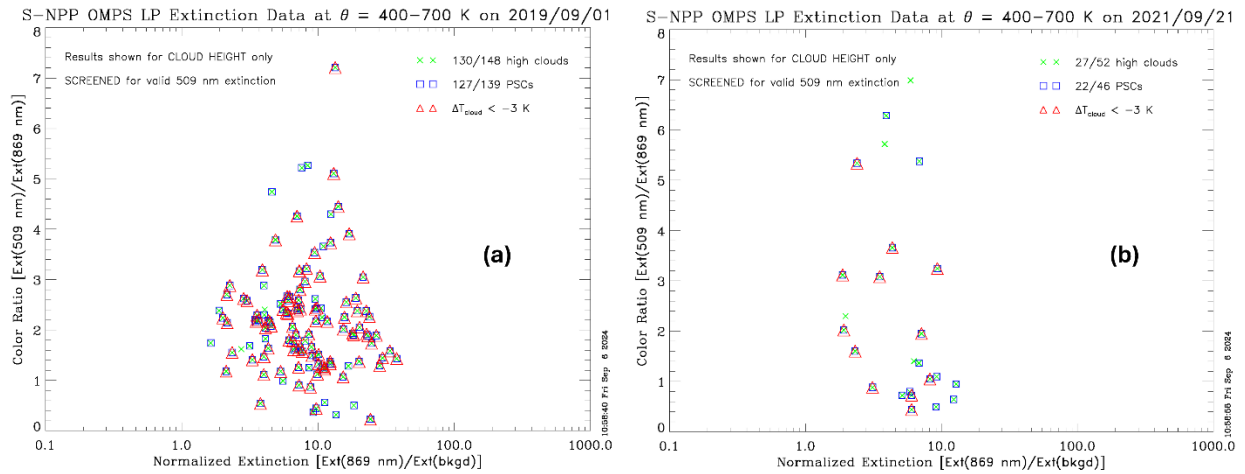 S-NPP OMPS LP Extinction Data at θ = 400-700 K on 2019/09/01
Results shown for CLOUD HEIGHT only
SCREENED for valid 509 nm extinction
130/148 high clouds
127/139 PSCs
ΔTcloud < −3 K
(a)
Color Ratio [Ext(509 nm)/Ext(869 nm)]
8
7
6
5
4
3
2
1
0
0.1
1.0
10.0
100.0
1000.0
Normalized Extinction [Ext(869 nm)/Ext(bkgd)]
10:58:40 Fri Sep 6 2024
S-NPP OMPS LP Extinction Data at θ = 400-700 K on 2021/09/21
Results shown for CLOUD HEIGHT only
SCREENED for valid 509 nm extinction
27/52 high clouds
22/46 PSCs
ΔTcloud < −3 K
(b)
Color Ratio [Ext(509 nm)/Ext(869 nm)]
8
7
6
5
4
3
2
1
0
0.1
1.0
10.0
100.0
1000.0
Normalized Extinction [Ext(869 nm)/Ext(bkgd)]
10:58:58 Fri Sep 6 2024